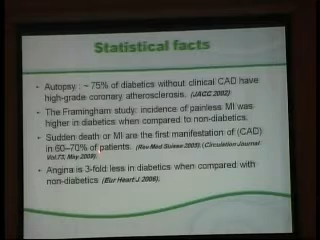 Statistical facts
• Autopsy : ~ 75% of diabetics without clinical CAD have
high-grade coronary atherosclerosis. (JACC 2002)
• The Framingham study: incidence of painless MI was
higher in diabetics when compared to non-diabetics.
• Sudden death or MI are the first manifestation of (CAD)
in 60–70% of patients. (Rev Med Suisse 2005) (Circulation Journal
Vol.73, May 2009).
• Angina is 3-fold less in diabetics when compared with
non-diabetics (Eur Heart J 2006).